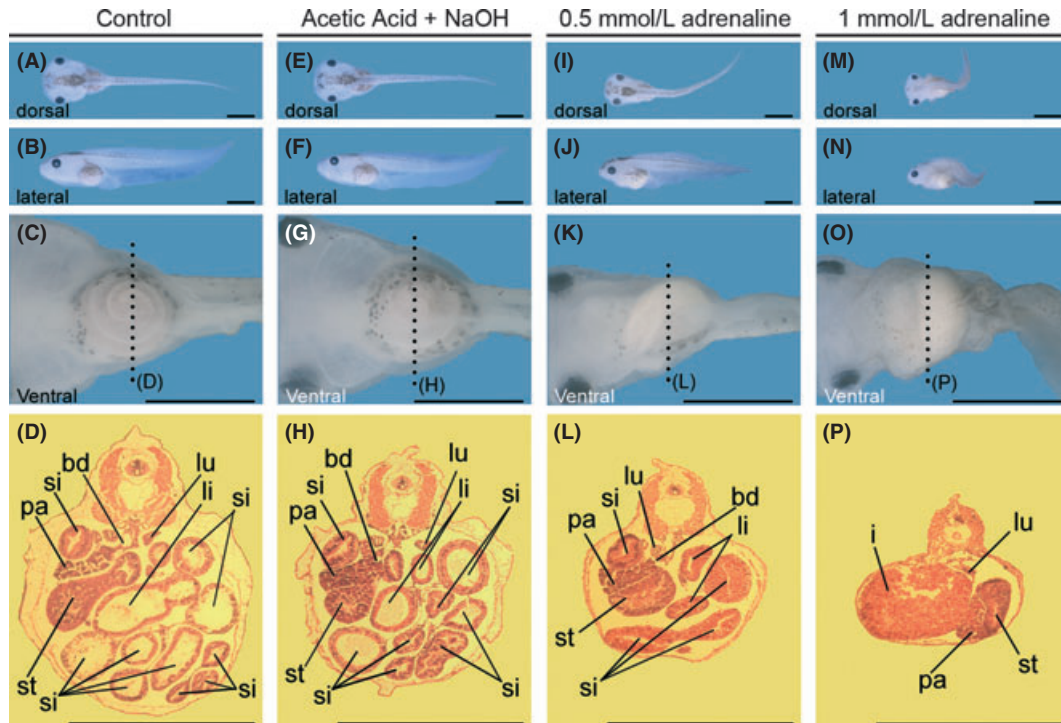 Control
Acetic Acid + NaOH
0.5 mmol/L adrenaline
1 mmol/L adrenaline
(A)
dorsal
(E)
dorsal
(I)
dorsal
(M)
dorsal
(B)
lateral
(F)
lateral
(J)
lateral
(N)
lateral
(C)
(D)
Ventral
(G)
(H)
Ventral
(K)
(L)
Ventral
(O)
(P)
Ventral
(D)
bd
lu
si
li
si
pa
st
si
si
(H)
lu
bd
li
si
si
pa
st
si
si
(L)
lu
si
bd
pa
li
st
si
(P)
i
lu
pa
st